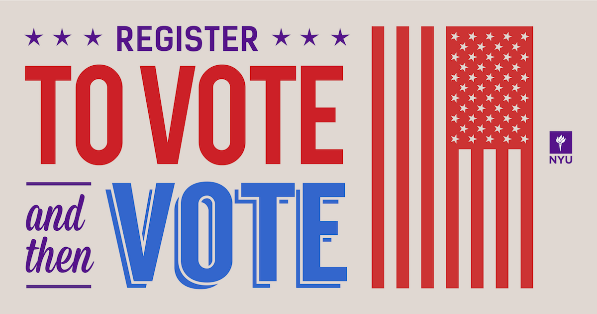 REGISTER
TO VOTE
and
then
VOTE
NYU